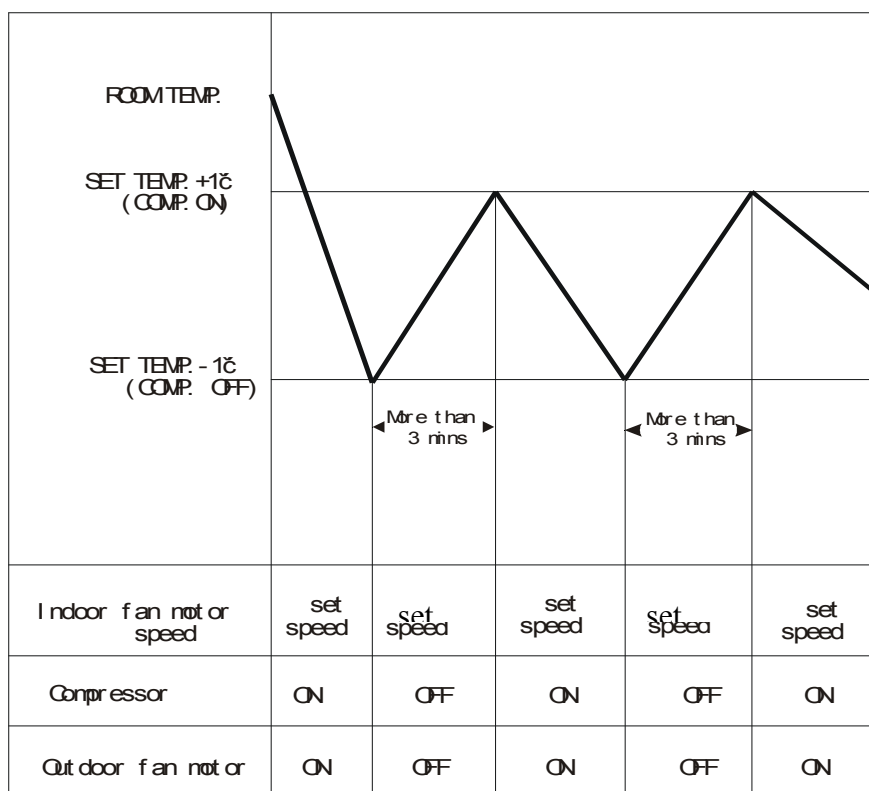 ROOM TEMP.
SET TEMP. +1℃
( COMP. ON)
SET TEMP. - 1℃
( COMP. OFF)
More than
3 mins
More than
3 mins
Indoor fan motor
speed
set
speed
set
speed
set
speed
set
speed
set
speed
Compressor ON OFF ON OFF ON
Outdoor fan motor ON OFF ON OFF ON